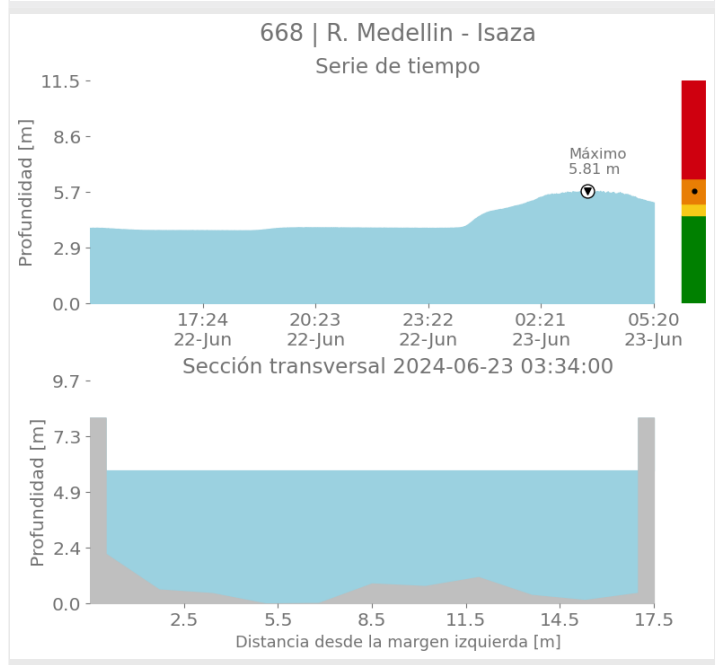 668 | R. Medellin - Isaza
Serie de tiempo
11.5
8.6
5.7
2.9
0.0
Profundidad [m]
Máximo
5.81 m
17:24 20:23 23:22 02:21 05:20
22-Jun 22-Jun 22-Jun 23-Jun 23-Jun
Sección transversal 2024-06-23 03:34:00
9.7
7.3
4.9
2.4
0.0
Profundidad [m]
2.5 5.5 8.5 11.5 14.5 17.5
Distancia desde la margen izquierda [m]